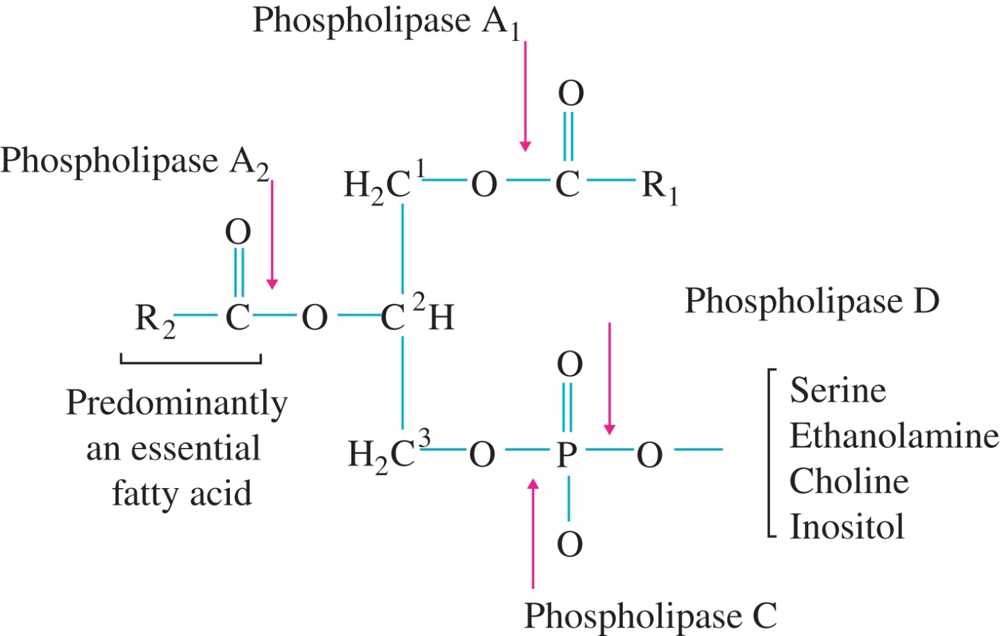 Phospholipase A₁
O
Phospholipase A₂
H₂C¹ O C R₁
O
R₂ C O C²H
Phospholipase D
O
Predominantly
an essential
fatty acid
H₂C³ O P O
Serine
Ethanolamine
Choline
Inositol
O
Phospholipase C